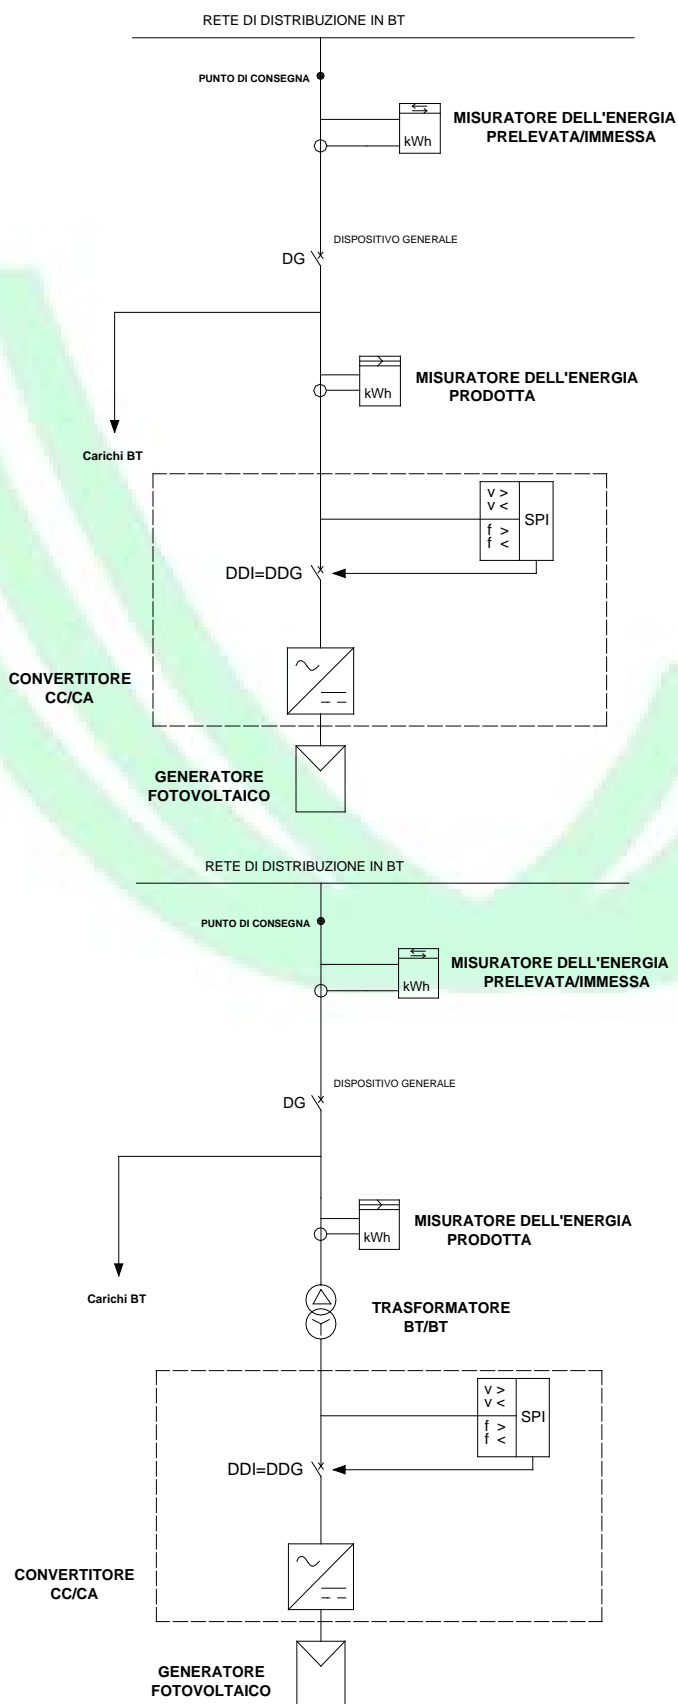 RETE DI DISTRIBUZIONE IN BT
PUNTO DI CONSEGNA
MISURATORE DELL'ENERGIA
PRELEVATA/IMMESSA
kWh
DISPOSITIVO GENERALE
DG
MISURATORE DELL'ENERGIA
PRODOTTA
kWh
Carichi BT
v >
v <
SPI
f >
f <
DDI=DDG
CONVERTITORE
CC/CA
GENERATORE
FOTOVOLTAICO
RETE DI DISTRIBUZIONE IN BT
PUNTO DI CONSEGNA
MISURATORE DELL'ENERGIA
PRELEVATA/IMMESSA
kWh
DISPOSITIVO GENERALE
DG
MISURATORE DELL'ENERGIA
PRODOTTA
kWh
Carichi BT
TRASFORMATORE
BT/BT
v >
v <
SPI
f >
f <
DDI=DDG
CONVERTITORE
CC/CA
GENERATORE
FOTOVOLTAICO